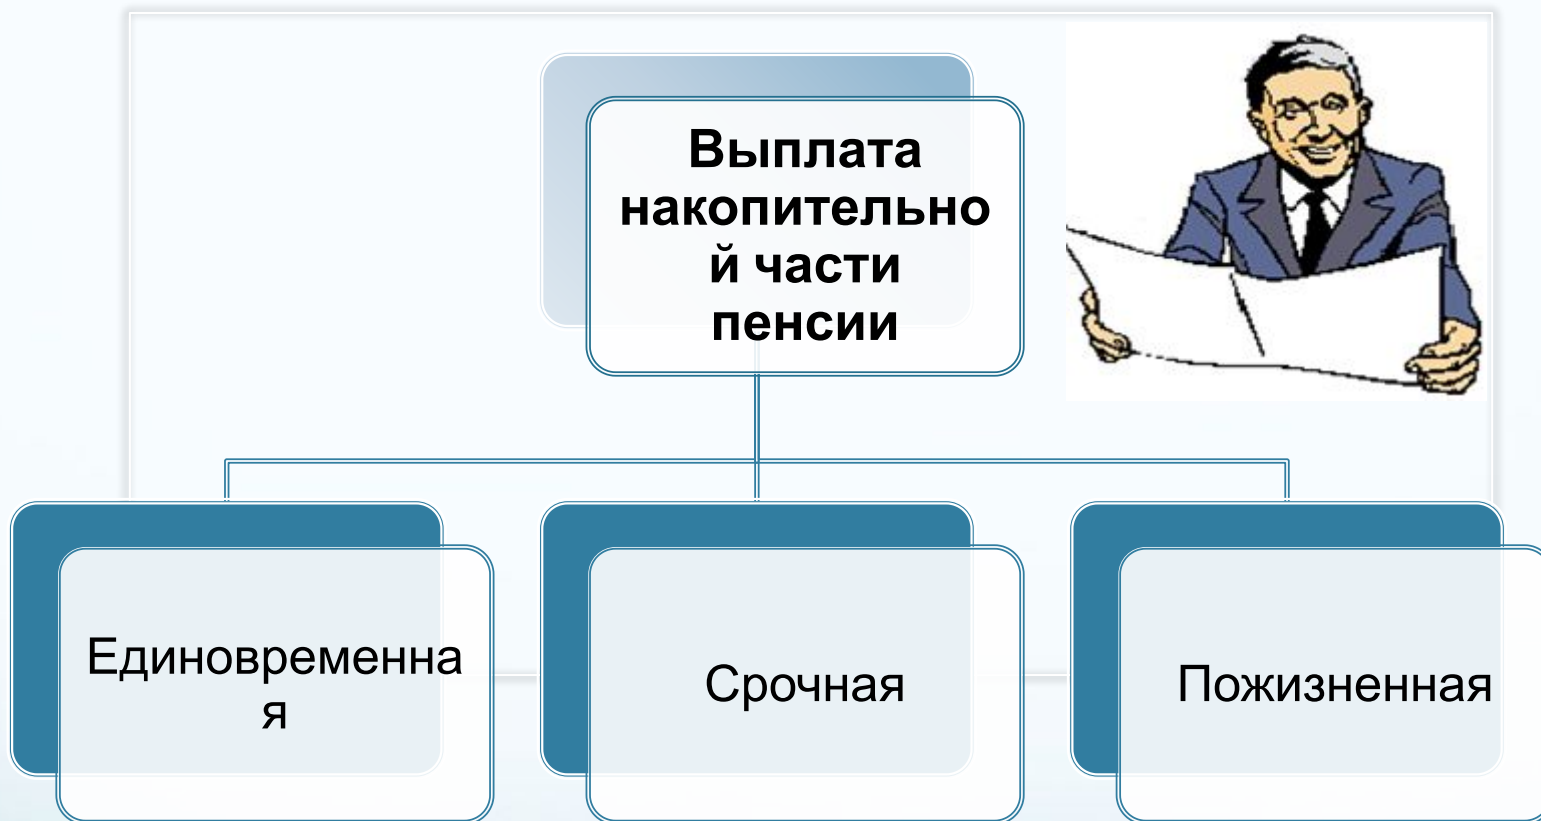 Выплата
накопительно
й части
пенсии
Единовременна
я
Срочная
Пожизненная